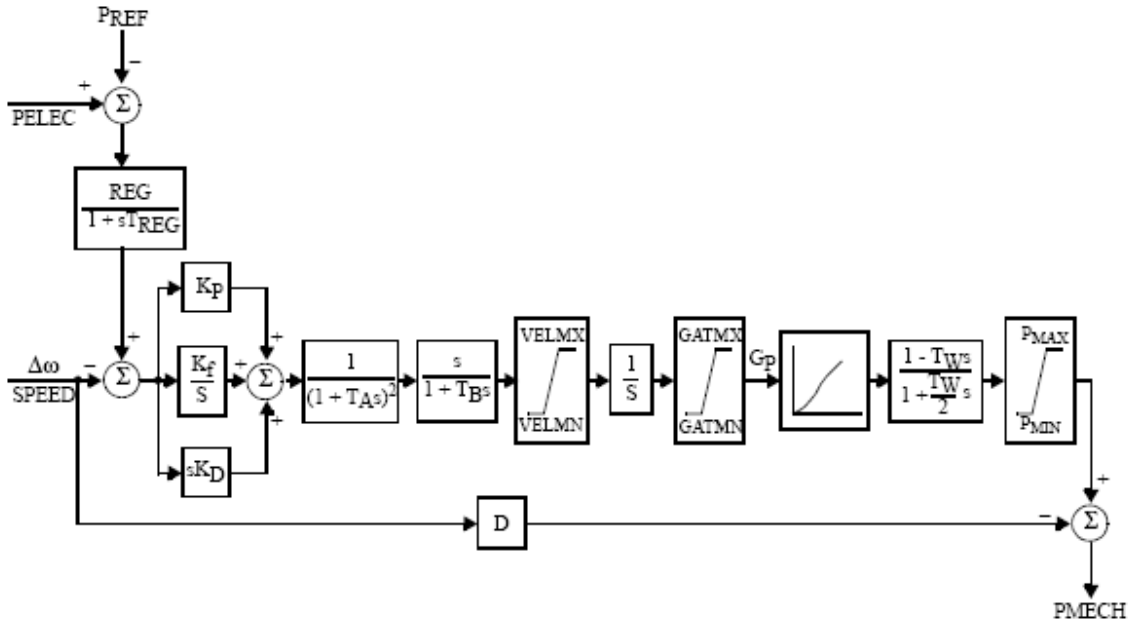 PREF
−
+
Σ
PELEC
REG
1 + sTREG
+
Δω
−
Σ
SPEED
KP
Kf
S
sKD
+
+
Σ
+
1
(1 + TAs)2
s
1 + TBs
VELMX
VELMN
1
S
GATMX
GATMN
GP
1 - TWs
1 + TW s
2
PMAX
PMIN
D
+
−
Σ
PMECH